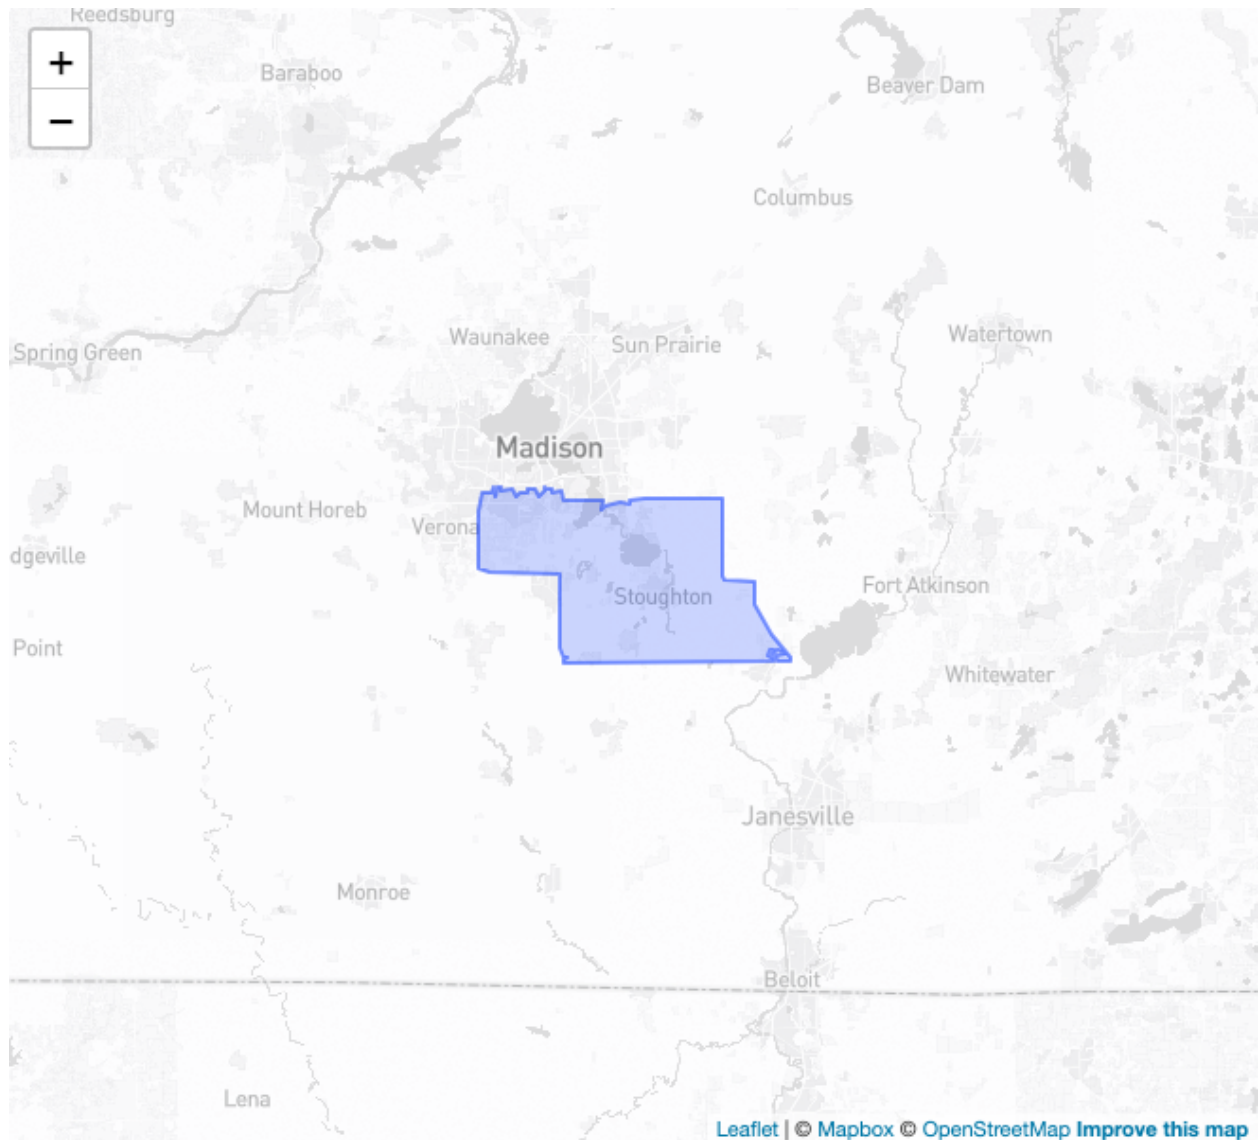 Reedsburg
+
Baraboo
Beaver Dam
−
Columbus
Waunakee
Watertown
Sun Prairie
Spring Green
Madison
Mount Horeb
Verona
dgeville
Fort Atkinson
Stoughton
Point
Whitewater
Janesville
Monroe
Beloit
Lena
Leaflet | © Mapbox © OpenStreetMap Improve this map